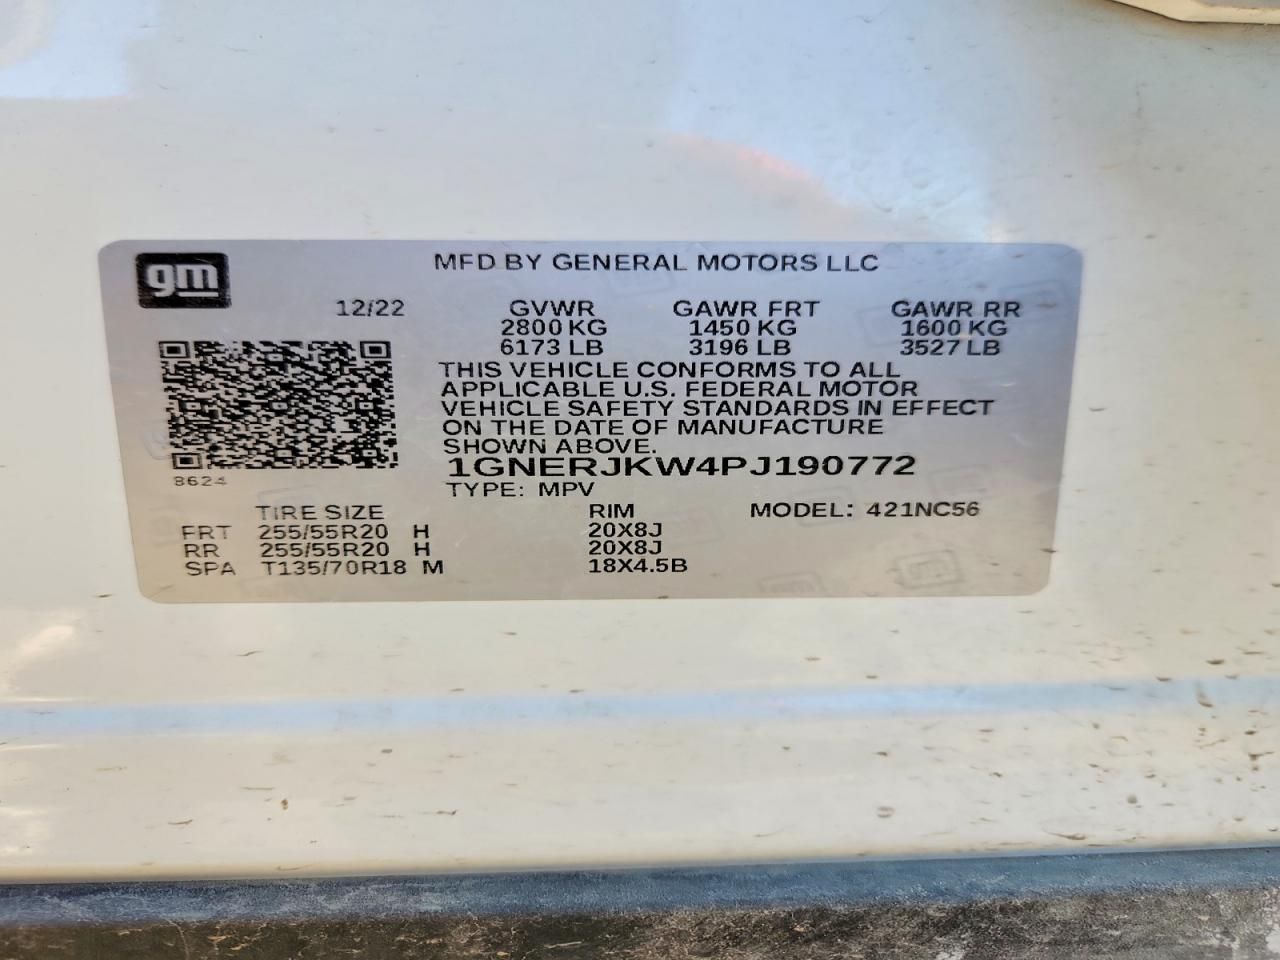 gm
MFD BY GENERAL MOTORS LLC
12/22 GVWR GAWR FRT GAWR RR
2800 KG 1450 KG 1600 KG
6173 LB 3196 LB 3527 LB
THIS VEHICLE CONFORMS TO ALL
APPLICABLE U.S. FEDERAL MOTOR
VEHICLE SAFETY STANDARDS IN EFFECT
ON THE DATE OF MANUFACTURE
SHOWN ABOVE.
1GNERJKW4PJ190772
8624
TYPE: MPV
TIRE SIZE RIM MODEL: 421NC56
FRT 255/55R20 H 20X8J
RR 255/55R20 H 20X8J
SPA T135/70R18 M 18X4.5B